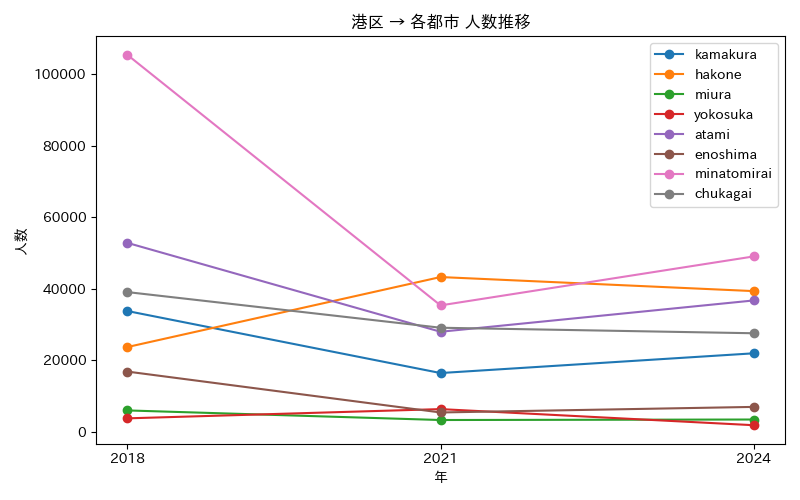 港区 → 各都市 人数推移
人数
100000
80000
60000
40000
20000
0
kamakura
hakone
miura
yokosuka
atami
enoshima
minatomirai
chukagai
2018
2021
2024
年